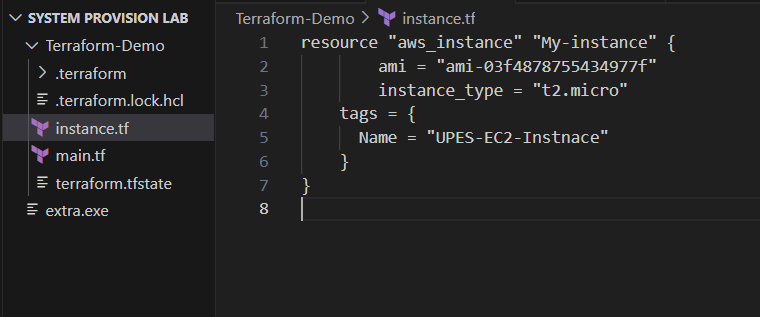 SYSTEM PROVISION LAB
Terraform-Demo
.terraform
.terraform.lock.hcl
instance.tf
main.tf
terraform.tfstate
extra.exe
Terraform-Demo > instance.tf
1 resource "aws_instance" "My-instance" {
2 ami = "ami-03f4878755434977f"
3 instance_type = "t2.micro"
4 tags = {
5 Name = "UPES-EC2-Instnace"
6 }
7 }
8